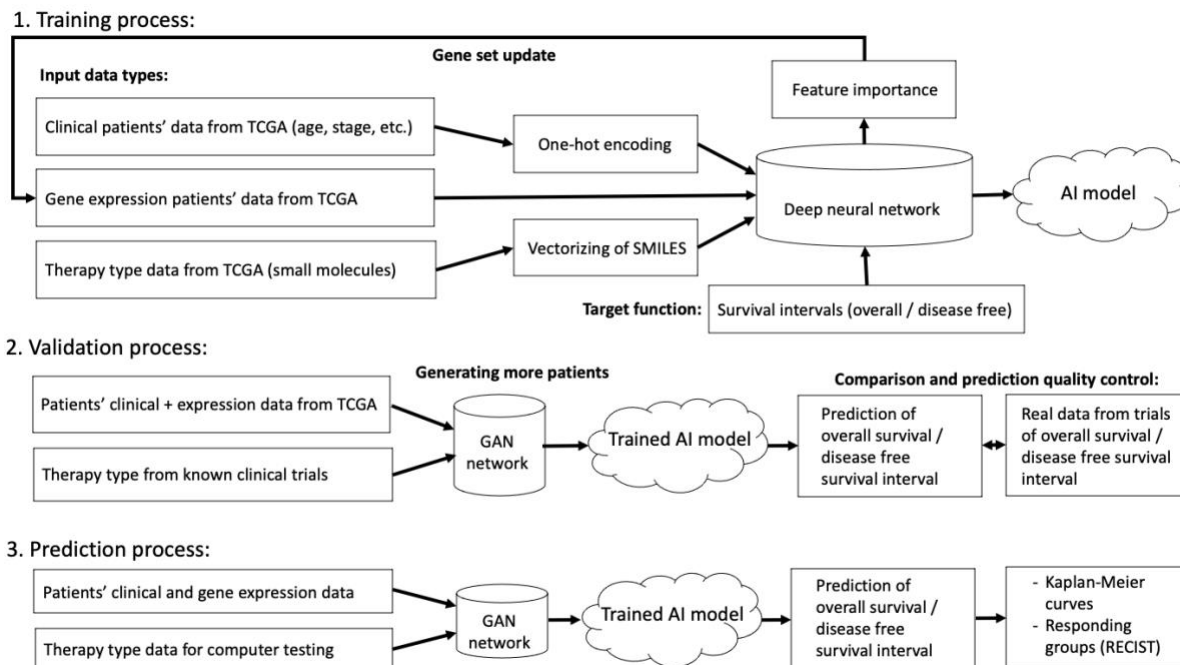 1. Training process:
Gene set update
Input data types:
Feature importance
Clinical patients' data from TCGA (age, stage, etc.)
One-hot encoding
Gene expression patients' data from TCGA
Deep neural network
AI model
Therapy type data from TCGA (small molecules)
Vectorizing of SMILES
Target function:
Survival intervals (overall / disease free)
2. Validation process:
Generating more patients
Comparison and prediction quality control:
Patients' clinical + expression data from TCGA
Therapy type from known clinical trials
GAN
network
Trained AI model
Prediction of
overall survival /
disease free
survival interval
Real data from trials
of overall survival /
disease free survival
interval
3. Prediction process:
Patients' clinical and gene expression data
Therapy type data for computer testing
GAN
network
Trained AI model
Prediction of
overall survival /
disease free
survival interval
- Kaplan-Meier
curves
- Responding
groups (RECIST)